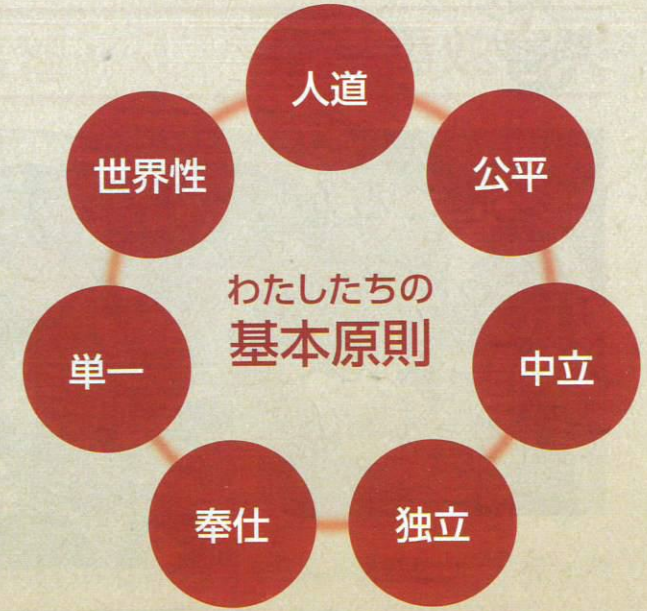 わたしたちの
基本原則
人道
公平
中立
独立
奉仕
単一
世界性